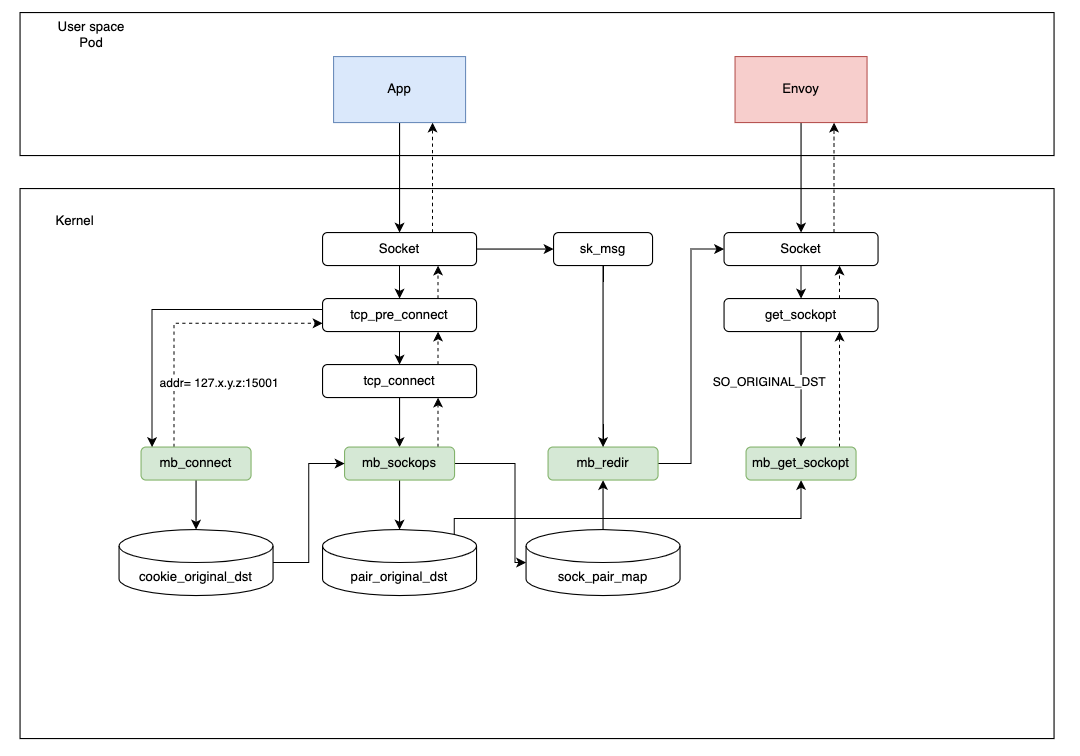 User space
Pod
App
Envoy
Kernel
Socket
sk_msg
Socket
tcp_pre_connect
get_sockopt
tcp_connect
addr= 127.x.y.z:15001
SO_ORIGINAL_DST
mb_connect
mb_sockops
mb_redir
mb_get_sockopt
cookie_original_dst
pair_original_dst
sock_pair_map